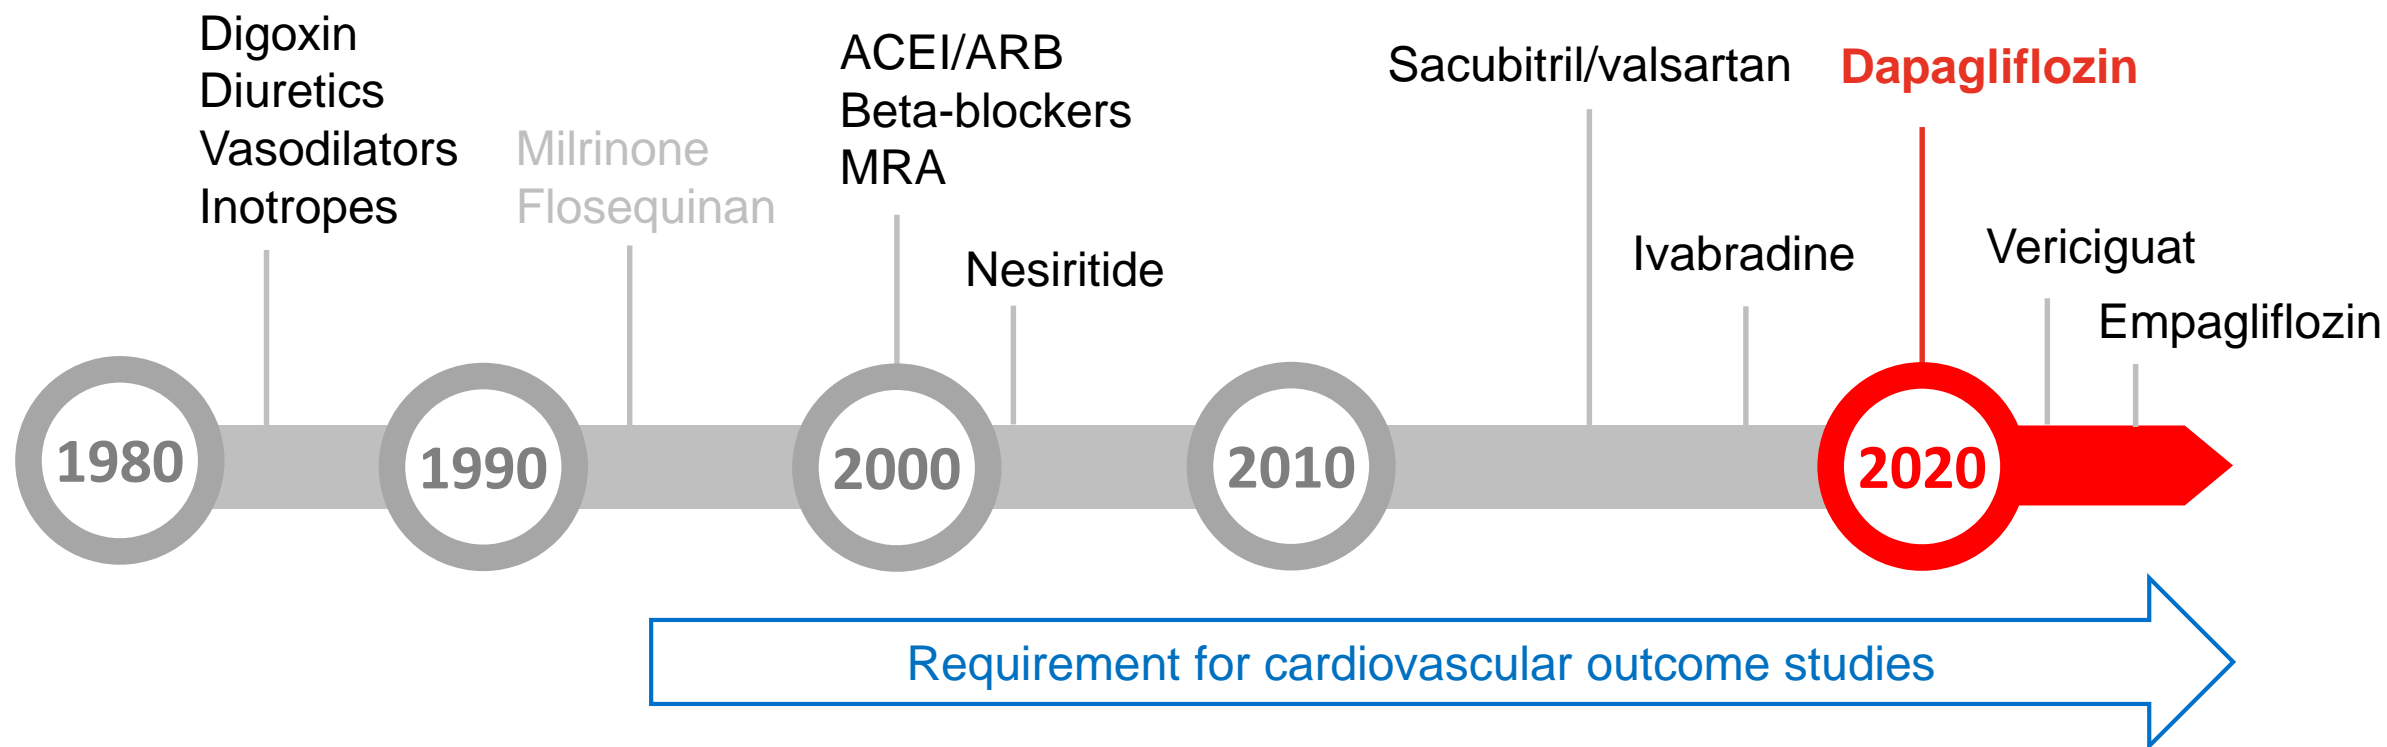 Digoxin
Diuretics
Vasodilators
Inotropes
Milrinone
Flosequinan
ACEI/ARB
Beta-blockers
MRA
Nesiritide
Sacubitril/valsartan
Ivabradine
Dapagliflozin
Vericiguat
Empagliflozin
1980
1990
2000
2010
2020
Requirement for cardiovascular outcome studies